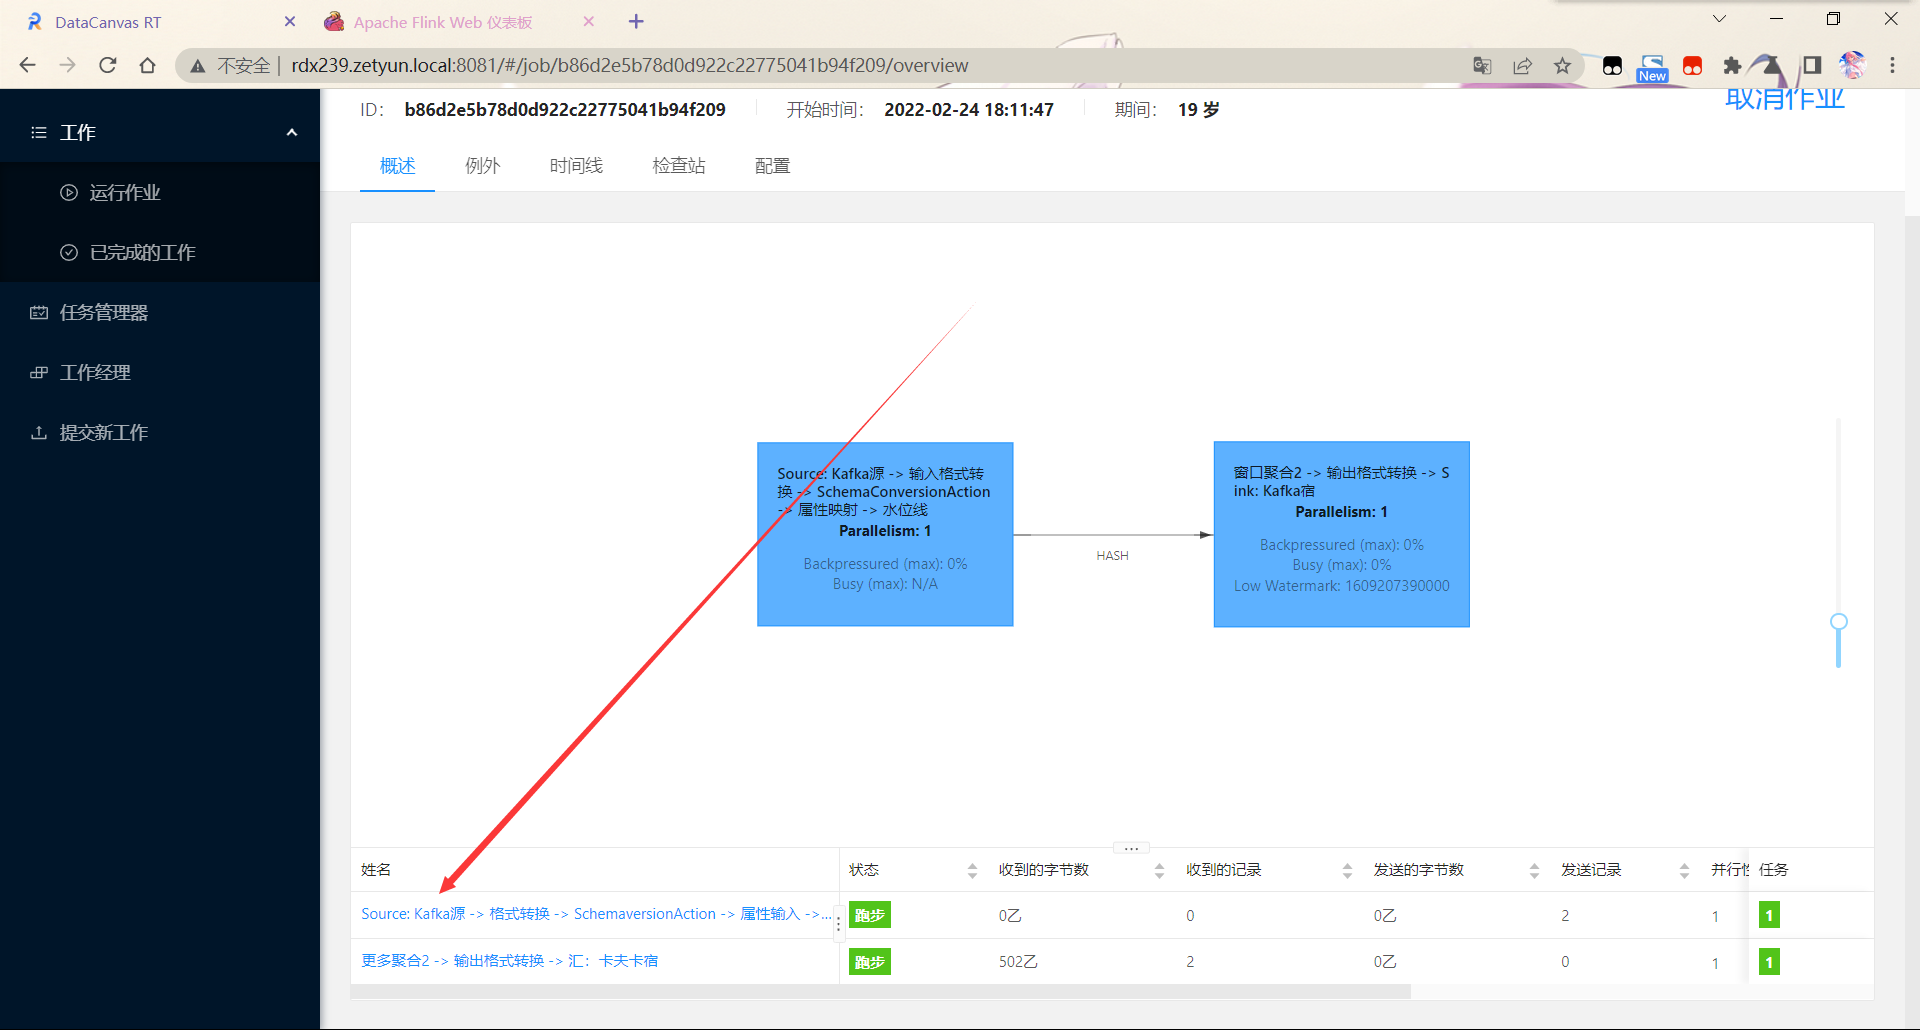 DataCanvas RT
Apache Flink Web 仪表板
不安全 | rdx239.zetyun.local:8081/#/job/b86d2e5b78d0d922c22775041b94f209/overview
New
工作
运行作业
已完成的工作
任务管理器
工作经理
提交新工作
ID: b86d2e5b78d0d922c22775041b94f209 开始时间: 2022-02-24 18:11:47 期间: 19 岁
取消作业
概述 例外 时间线 检查站 配置
Source: Kafka源 -> 输入格式转
换 -> SchemaConversionAction
-> 属性映射 -> 水位线
Parallelism: 1
Backpressured (max): 0%
Busy (max): N/A
HASH
窗口聚合2 -> 输出格式转换 -> S
ink: Kafka宿
Parallelism: 1
Backpressured (max): 0%
Busy (max): 0%
Low Watermark: 1609207390000
姓名 状态 收到的字节数 收到的记录 发送的字节数 发送记录 并行性 任务
Source: Kafka源 -> 格式转换 -> SchemaversionAction -> 属性输入 ->... 跑步 0乙 0 0乙 2 1 1
更多聚合2 -> 输出格式转换 -> 汇：卡夫卡宿 跑步 502乙 2 0乙 0 1 1